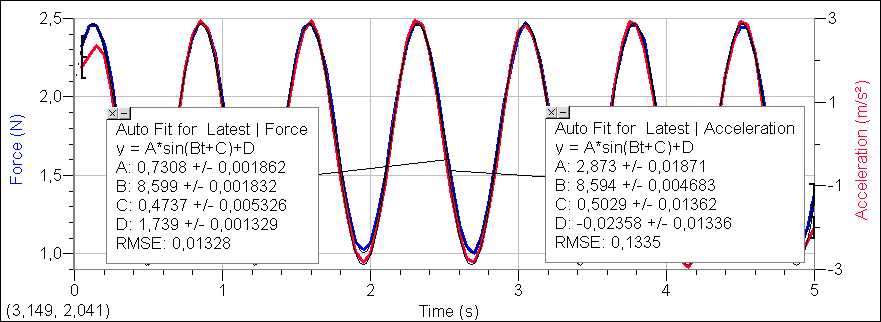 2,5
2,0
1,5
1,0
Force (N)
3
1
-1
-3
Acceleration (m/s²)
Auto Fit for Latest | Force
y = A*sin(Bt+C)+D
A: 0,7308 +/- 0,001862
B: 8,599 +/- 0,001832
C: 0,4737 +/- 0,005326
D: 1,739 +/- 0,001329
RMSE: 0,01328
Auto Fit for Latest | Acceleration
y = A*sin(Bt+C)+D
A: 2,873 +/- 0,01871
B: 8,594 +/- 0,004683
C: 0,5029 +/- 0,01362
D: -0,02358 +/- 0,01336
RMSE: 0,1335
0 2 3 4 5
(3,149, 2,041)
Time (s)